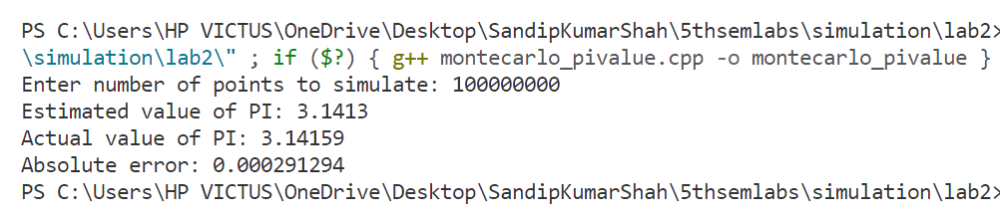 PS C:\Users\HP VICTUS\OneDrive\Desktop\SandipKumarShah\5thsemlabs\simulation\lab2>
\simulation\lab2\" ; if ($?) { g++ montecarlo_pivalue.cpp -o montecarlo_pivalue }
Enter number of points to simulate: 100000000
Estimated value of PI: 3.1413
Actual value of PI: 3.14159
Absolute error: 0.000291294
PS C:\Users\HP VICTUS\OneDrive\Desktop\SandipKumarShah\5thsemlabs\simulation\lab2>